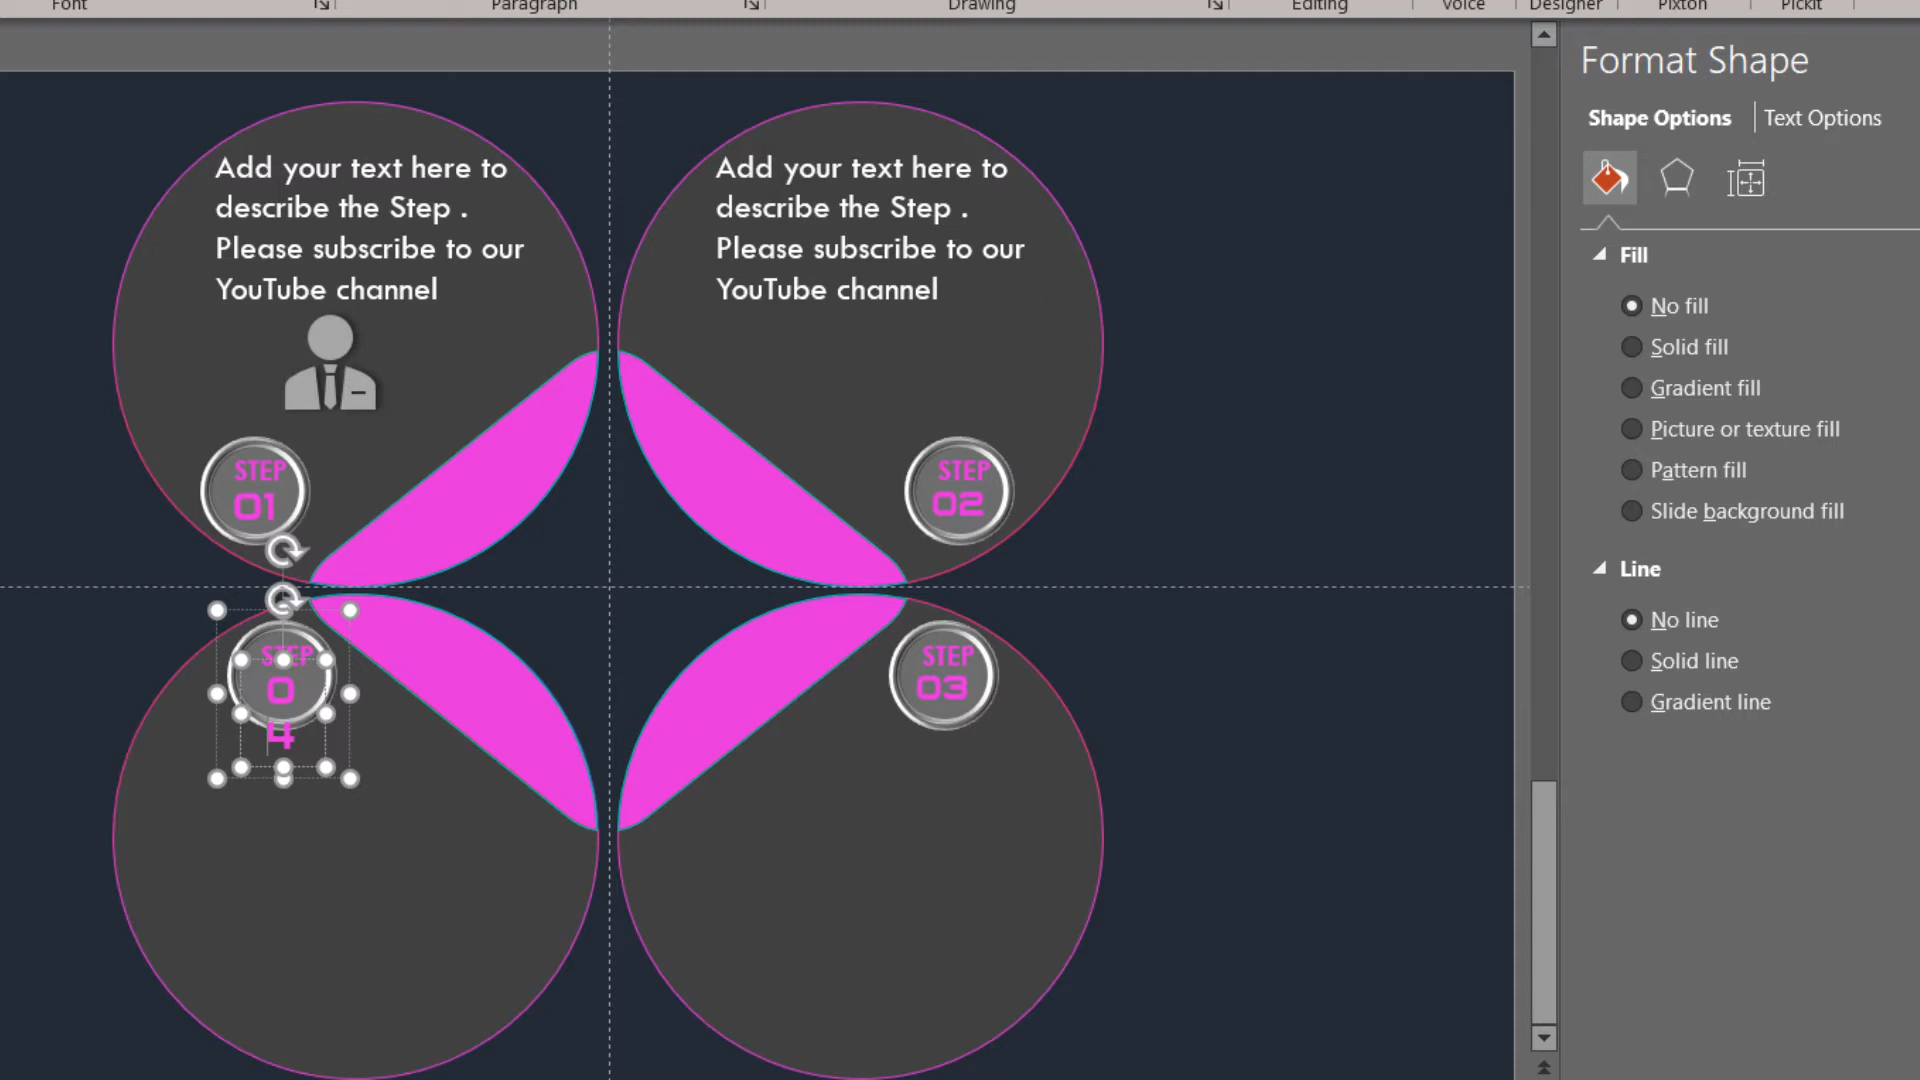 Font
Paragraph
Drawing
Editing
Voice
Designer
Pixton
Pickit
Format Shape
Shape Options
Text Options
Add your text here to
describe the Step .
Please subscribe to our
YouTube channel
Add your text here to
describe the Step .
Please subscribe to our
YouTube channel
STEP
01
STEP
02
STEP
0
4
STEP
03
Fill
No fill
Solid fill
Gradient fill
Picture or texture fill
Pattern fill
Slide background fill
Line
No line
Solid line
Gradient line